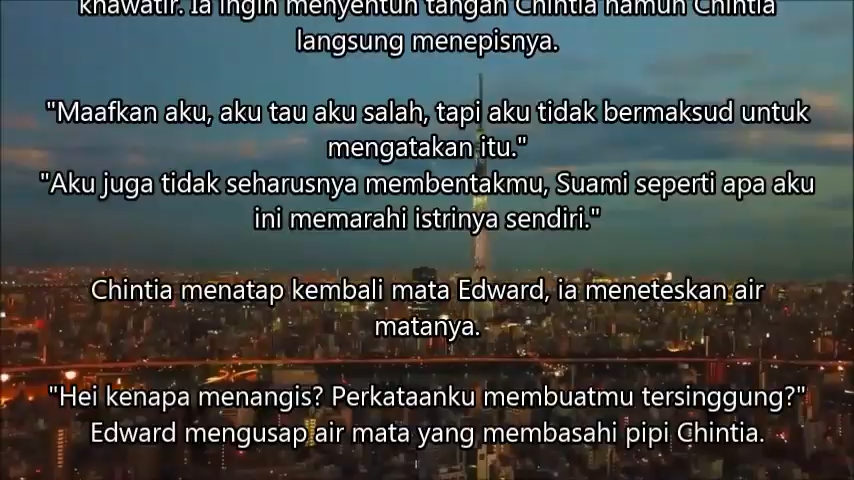 khawatir. Ia ingin menyentuh tangan Chintia namun Chintia
langsung menepisnya.
"Maafkan aku, aku tau aku salah, tapi aku tidak bermaksud untuk
mengatakan itu."
"Aku juga tidak seharusnya membentakmu, Suami seperti apa aku
ini memarahi istrinya sendiri."
Chintia menatap kembali mata Edward, ia meneteskan air
matanya.
"Hei kenapa menangis? Perkataanku membuatmu tersinggung?"
Edward mengusap air mata yang membasahi pipi Chintia.